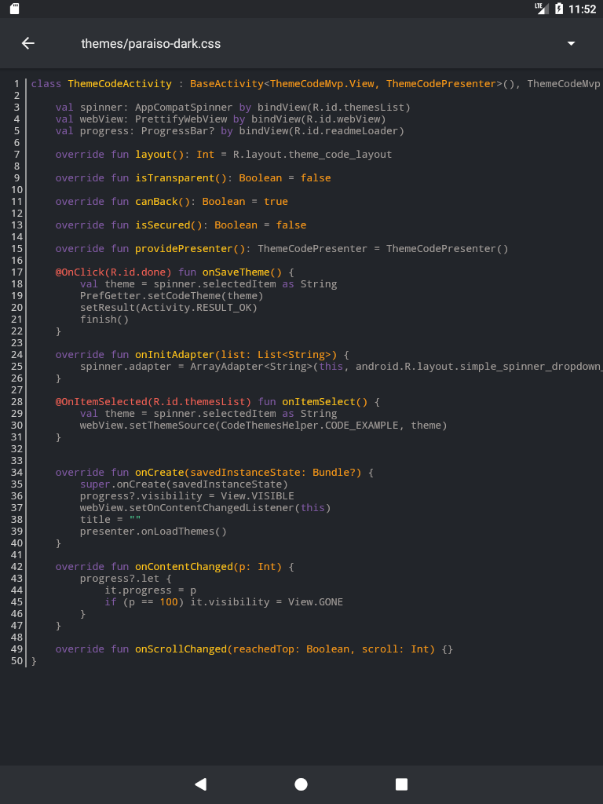 LTE 11:52
themes/paraiso-dark.css
1 class ThemeCodeActivity : BaseActivity<ThemeCodeMvp.View, ThemeCodePresenter>(), ThemeCodeMvp
2
3     val spinner: AppCompatSpinner by bindView(R.id.themesList)
4     val webView: PrettifyWebView by bindView(R.id.webView)
5     val progress: ProgressBar? by bindView(R.id.readmeLoader)
6
7     override fun layout(): Int = R.layout.theme_code_layout
8
9     override fun isTransparent(): Boolean = false
10
11     override fun canBack(): Boolean = true
12
13     override fun isSecured(): Boolean = false
14
15     override fun providePresenter(): ThemeCodePresenter = ThemeCodePresenter()
16
17     @OnClick(R.id.done) fun onSaveTheme() {
18         val theme = spinner.selectedItem as String
19         PrefGetter.setCodeTheme(theme)
20         setResult(Activity.RESULT_OK)
21         finish()
22     }
23
24     override fun onInitAdapter(list: List<String>) {
25         spinner.adapter = ArrayAdapter<String>(this, android.R.layout.simple_spinner_dropdown_
26     }
27
28     @OnItemSelected(R.id.themesList) fun onItemSelect() {
29         val theme = spinner.selectedItem as String
30         webView.setThemeSource(CodeThemesHelper.CODE_EXAMPLE, theme)
31     }
32
33
34     override fun onCreate(savedInstanceState: Bundle?) {
35         super.onCreate(savedInstanceState)
36         progress?.visibility = View.VISIBLE
37         webView.setOnContentChangedListener(this)
38         title = ""
39         presenter.onLoadThemes()
40     }
41
42     override fun onContentChanged(p: Int) {
43         progress?.let {
44             it.progress = p
45             if (p == 100) it.visibility = View.GONE
46         }
47     }
48
49     override fun onScrollChanged(reachedTop: Boolean, scroll: Int) {}
50 }